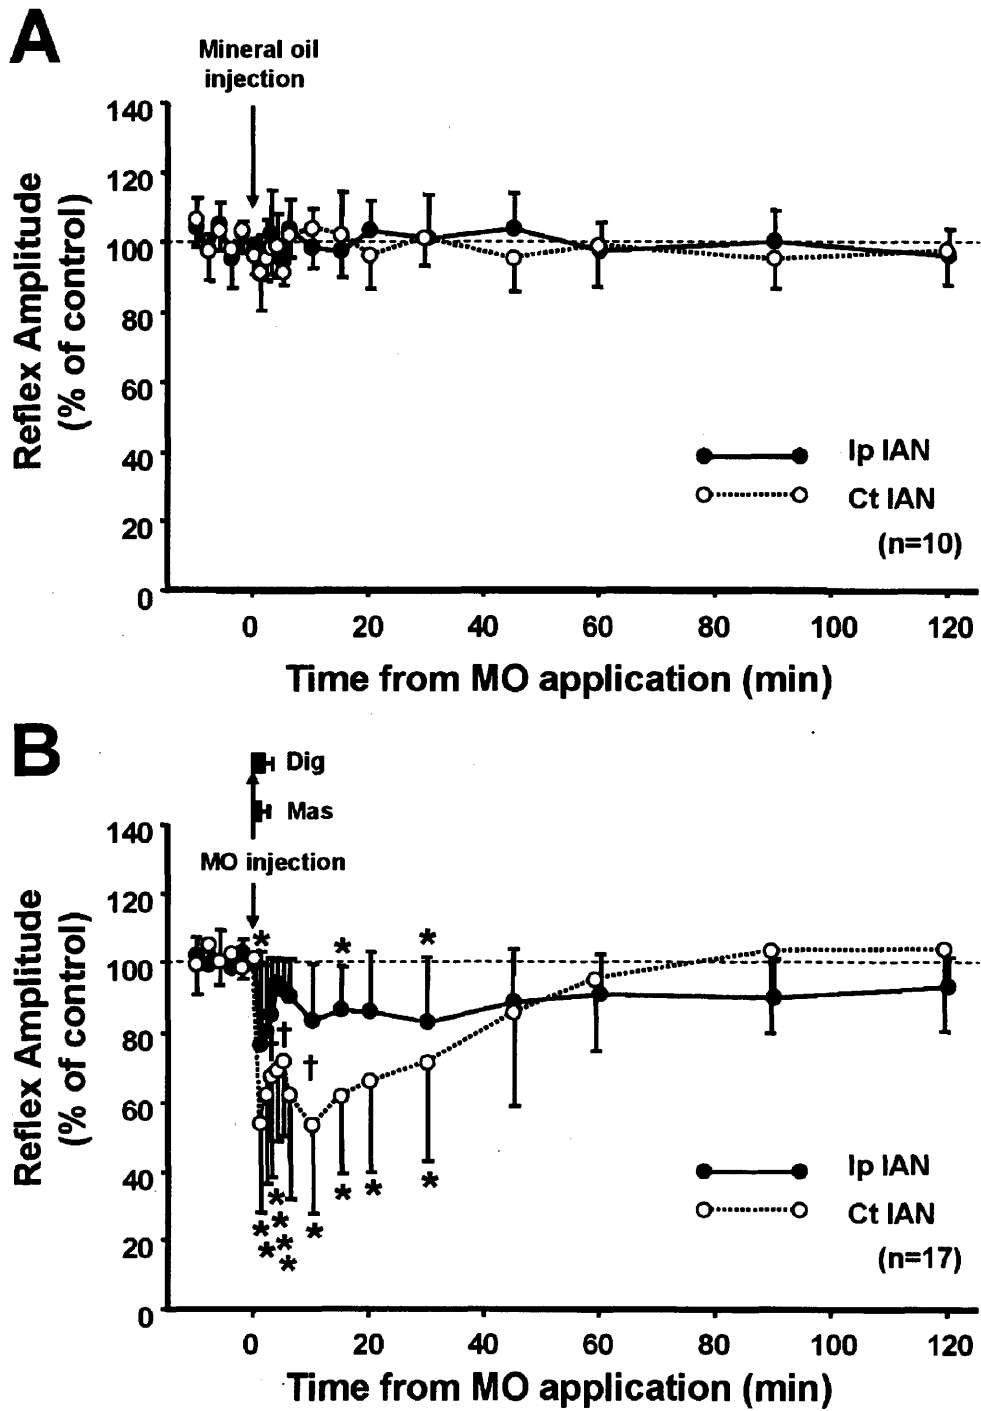 A
Mineral oil
injection
140
120
100
80
60
40
20
0
Reflex Amplitude
(% of control)
Ip IAN
Ct IAN
(n=10)
0 20 40 60 80 100 120
Time from MO application (min)
B
Dig
Mas
MO injection
140
120
100
80
60
40
20
0
Reflex Amplitude
(% of control)
* * *
† †
* * * *
* * * *
*
Ip IAN
Ct IAN
(n=17)
0 20 40 60 80 100 120
Time from MO application (min)